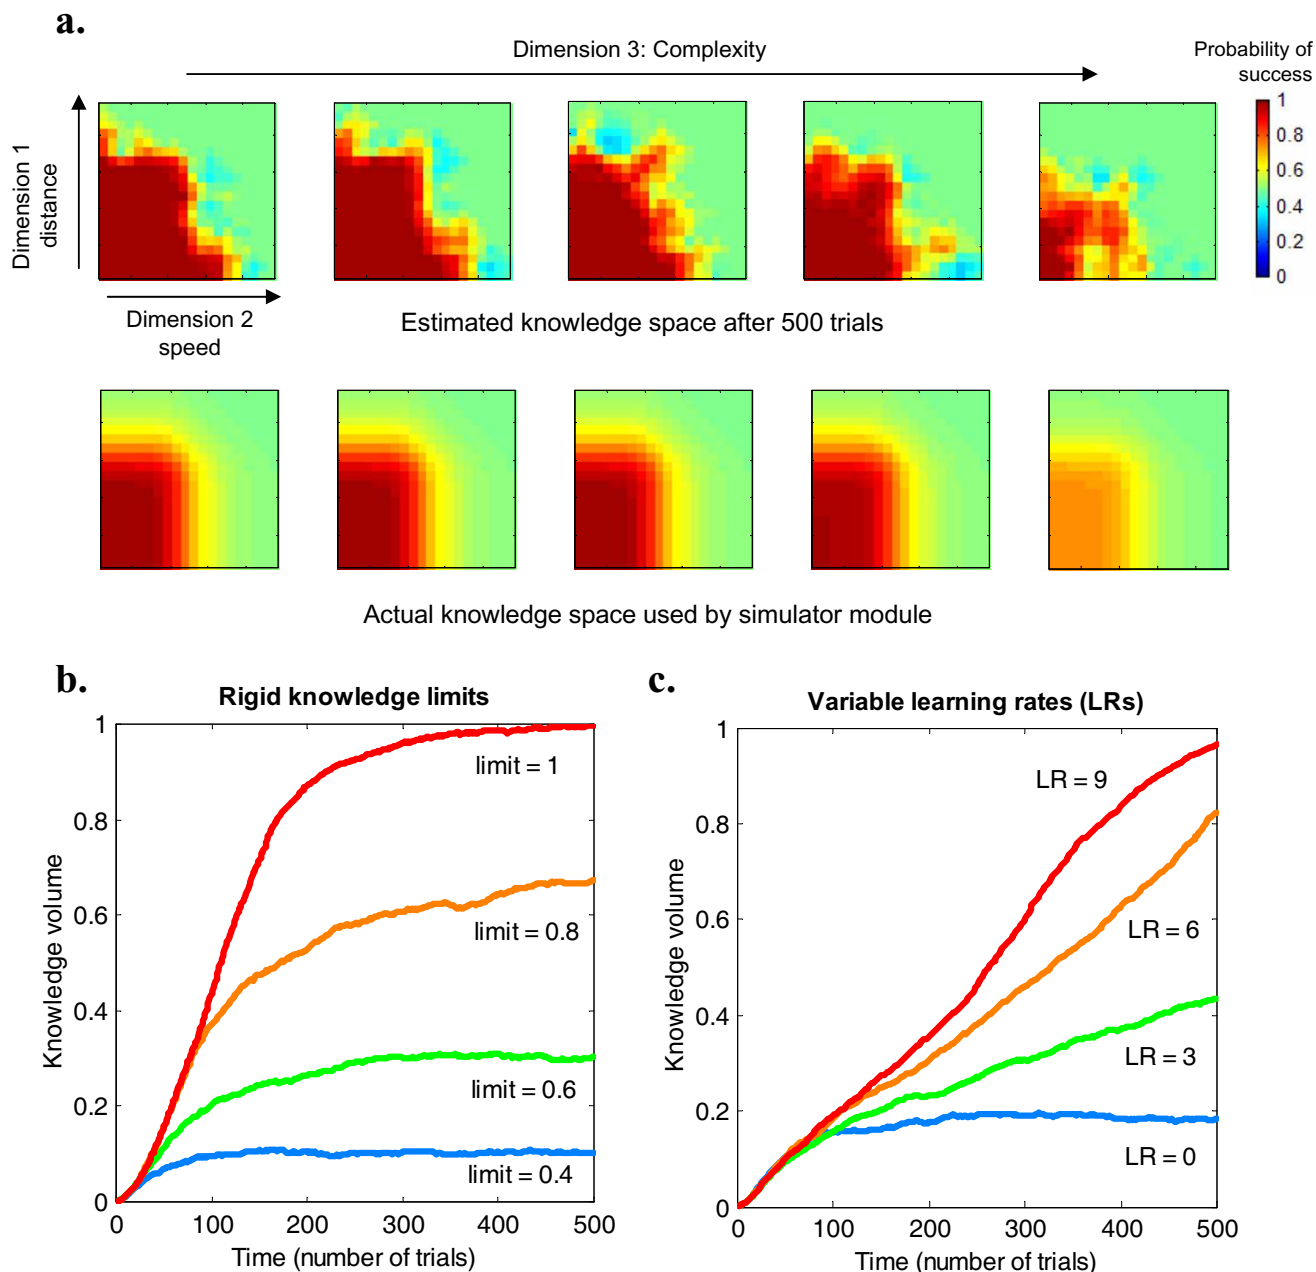 a.
Dimension 3: Complexity
Probability of
success
Dimension 1
distance
1
0.8
0.6
0.4
0.2
0
Dimension 2
speed
Estimated knowledge space after 500 trials
Actual knowledge space used by simulator module
b.
Rigid knowledge limits
Knowledge volume
1
0.8
0.6
0.4
0.2
0
limit = 1
limit = 0.8
limit = 0.6
limit = 0.4
0 100 200 300 400 500
Time (number of trials)
c.
Variable learning rates (LRs)
Knowledge volume
1
0.8
0.6
0.4
0.2
0
LR = 9
LR = 6
LR = 3
LR = 0
0 100 200 300 400 500
Time (number of trials)